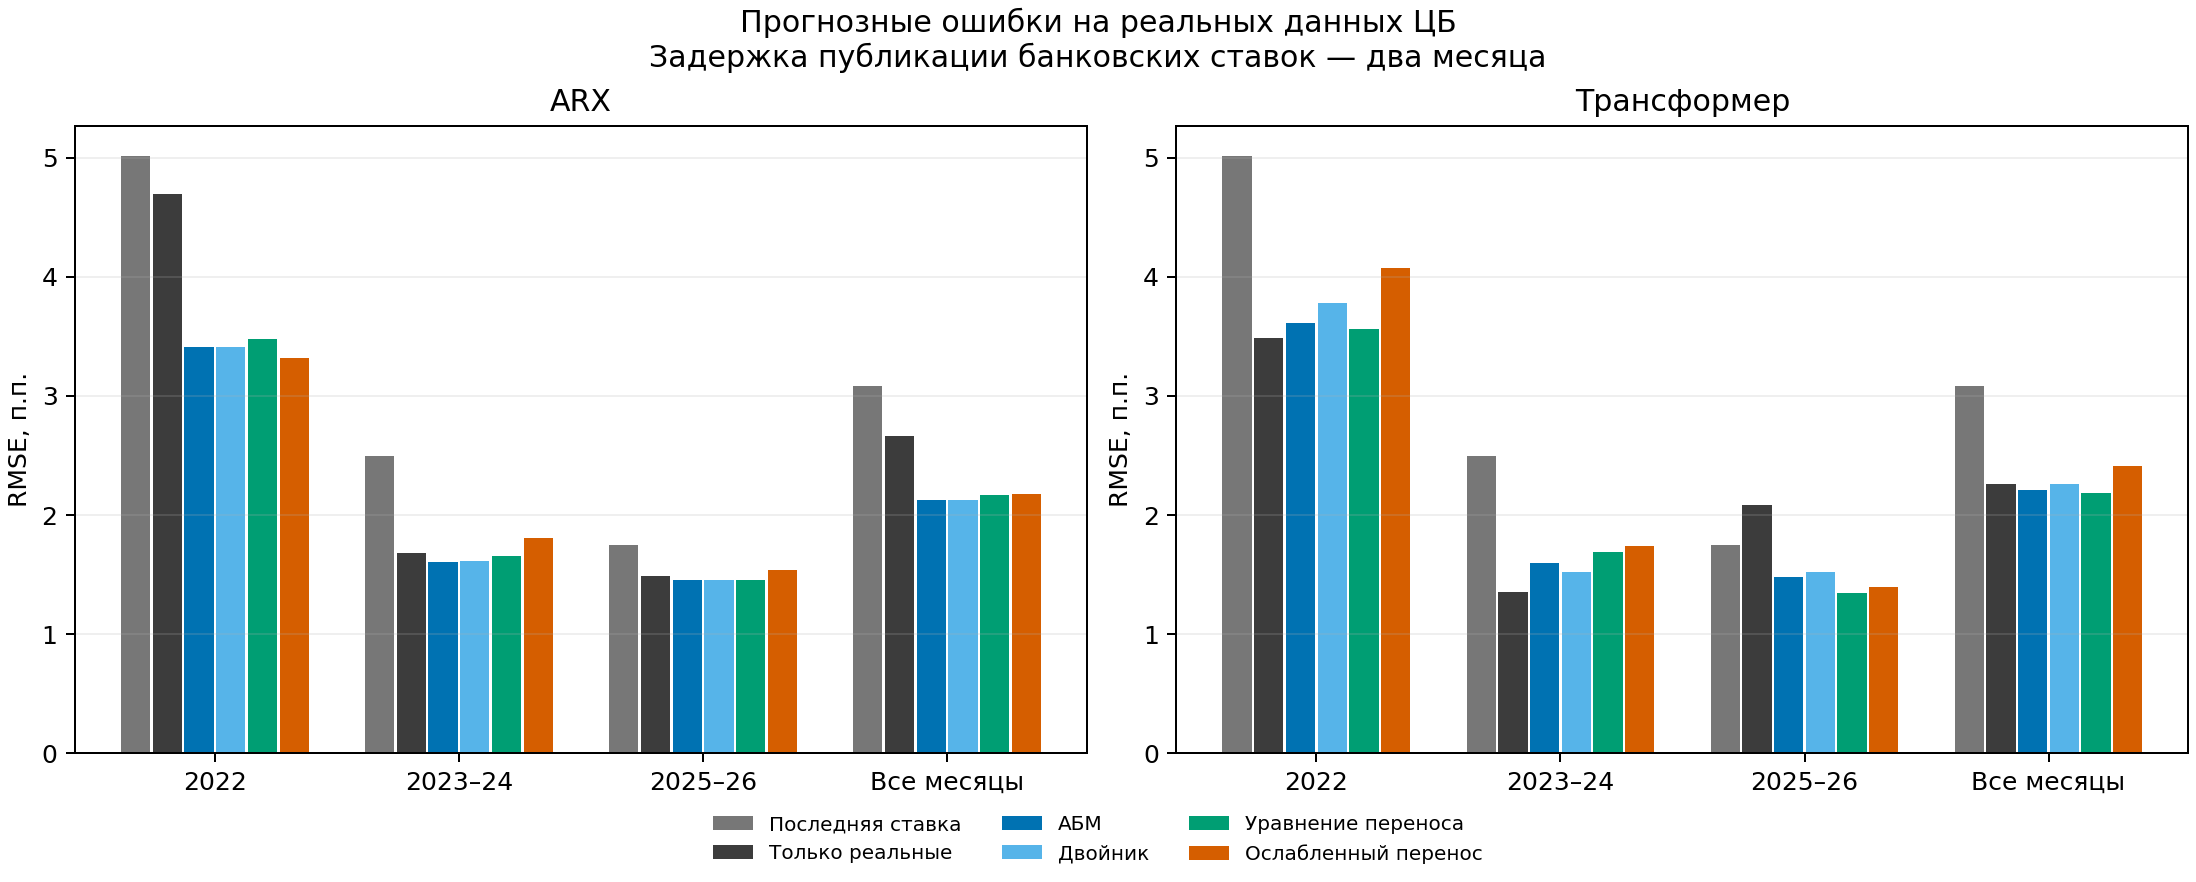 Прогнозные ошибки на реальных данных ЦБ
Задержка публикации банковских ставок — два месяца
ARX
RMSE, п.п.
5
4
3
2
1
0
2022
2023–24
2025–26
Все месяцы
Трансформер
RMSE, п.п.
5
4
3
2
1
0
2022
2023–24
2025–26
Все месяцы
Последняя ставка
Только реальные
АБМ
Двойник
Уравнение переноса
Ослабленный перенос